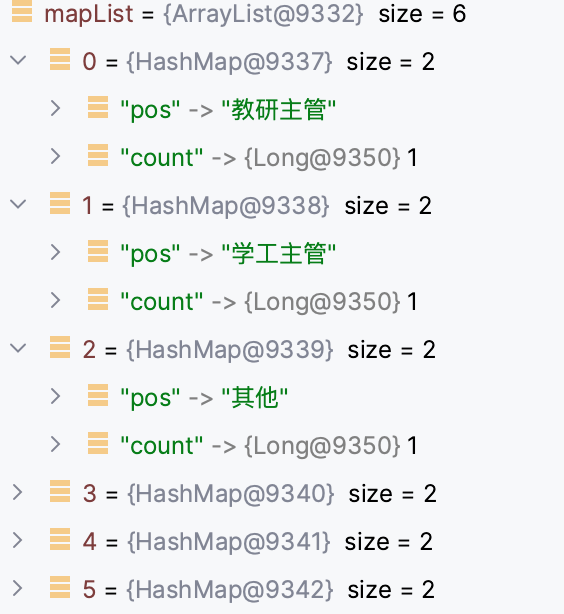 mapList = {ArrayList@9332} size = 6
0 = {HashMap@9337} size = 2
"pos" -> "教研主管"
"count" -> {Long@9350} 1
1 = {HashMap@9338} size = 2
"pos" -> "学工主管"
"count" -> {Long@9350} 1
2 = {HashMap@9339} size = 2
"pos" -> "其他"
"count" -> {Long@9350} 1
3 = {HashMap@9340} size = 2
4 = {HashMap@9341} size = 2
5 = {HashMap@9342} size = 2